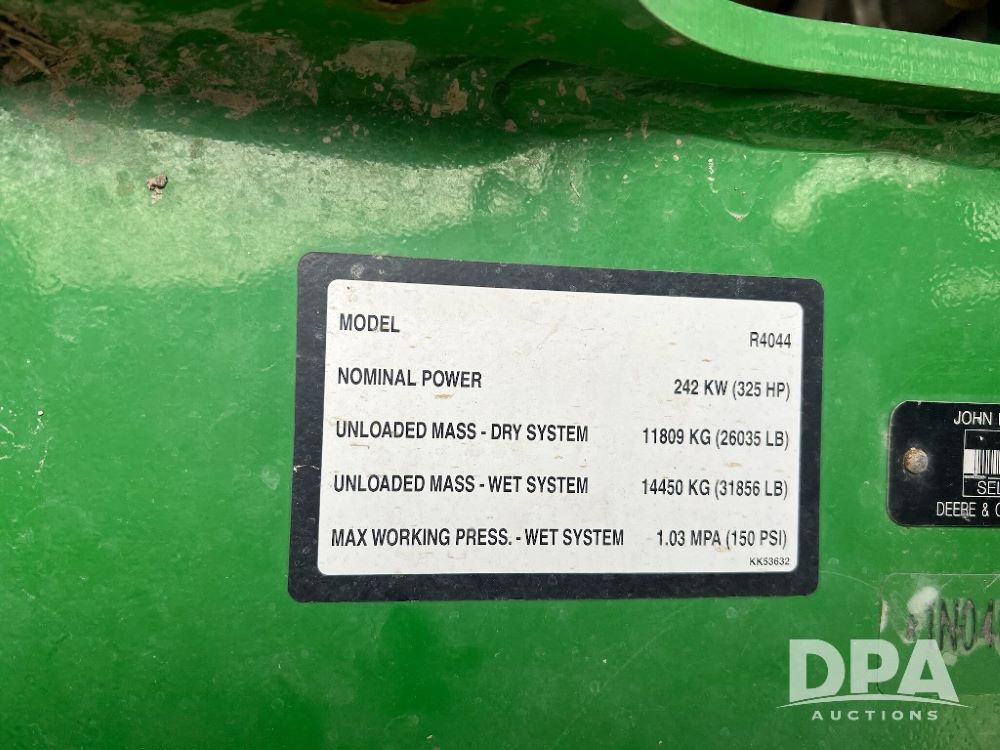 MODEL R4044
NOMINAL POWER 242 KW (325 HP)
UNLOADED MASS - DRY SYSTEM 11809 KG (26035 LB)
UNLOADED MASS - WET SYSTEM 14450 KG (31856 LB)
MAX WORKING PRESS. - WET SYSTEM 1.03 MPA (150 PSI)
KK53632
JOHN
DEERE &
DPA
AUCTIONS